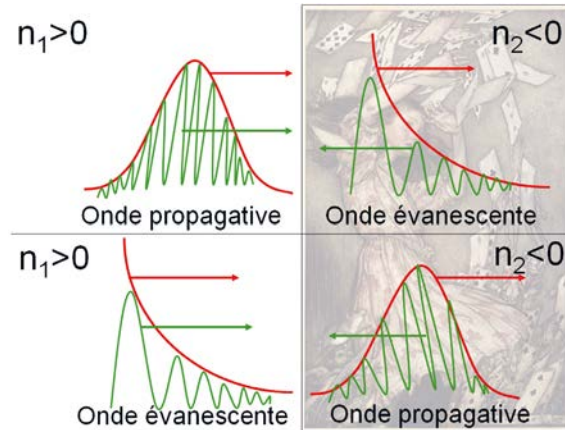 n₁>0
n₂<0
Onde propagative
Onde évanescente
n₁>0
n₂<0
Onde évanescente
Onde propagative